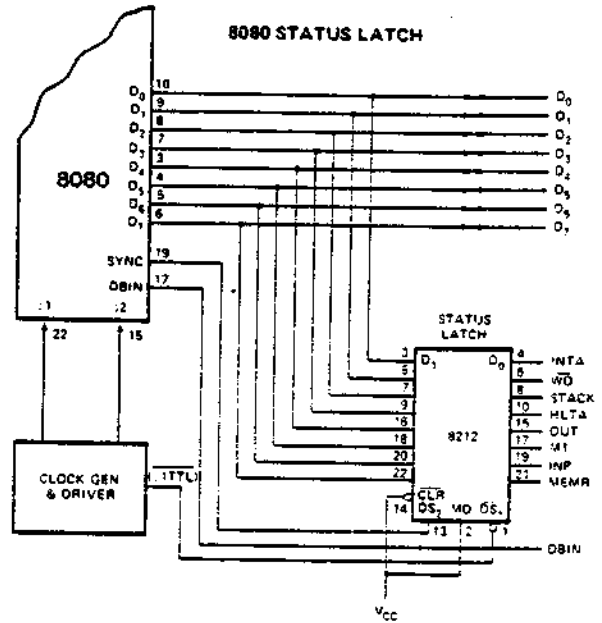 8080 STATUS LATCH
8080
D0 10 D0
D1 9 D1
D2 8 D2
D3 7 D3
D4 3 D4
D5 4 D5
D6 5 D6
D7 6 D7
SYNC 19
DBIN 17
22
15
CLOCK GEN
& DRIVER
STATUS
LATCH
8212
3 D1 D0 4 INTA
5 6 WO
7 8 STACK
9 10 HLTA
16 15 OUT
18 17 M1
20 19 INP
22 21 MEMR
14 CLR
DS2 MD
13 2 1
DBIN
VCC